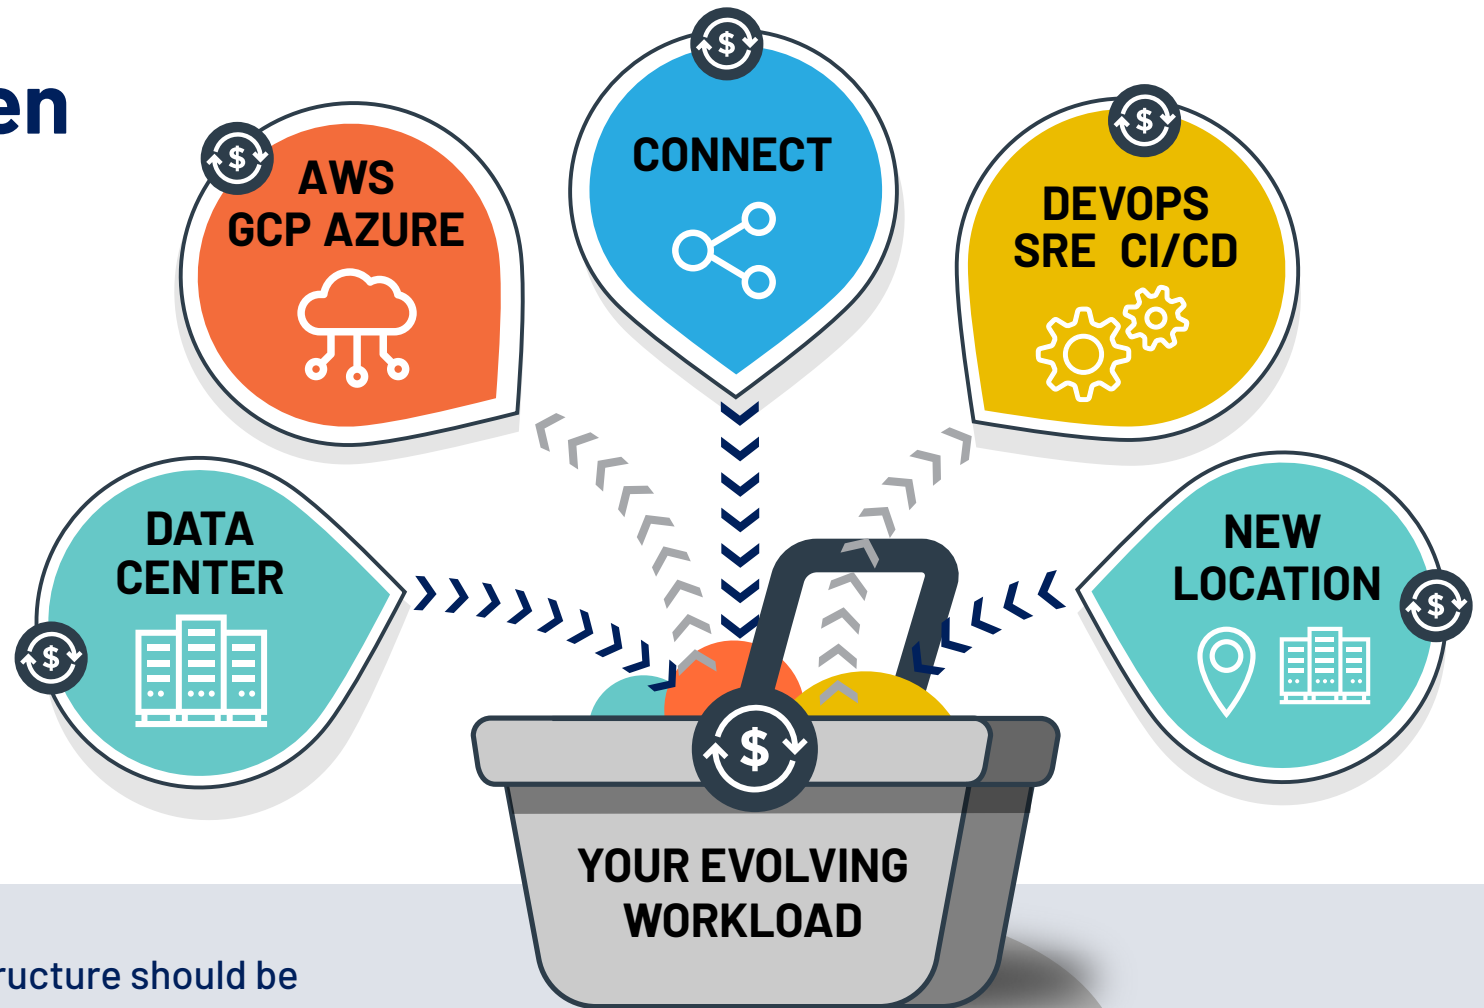 en
AWS
GCP AZURE
CONNECT
DEVOPS
SRE CI/CD
DATA
CENTER
NEW
LOCATION
$
$
$
$
$
$
YOUR EVOLVING
WORKLOAD
ructure should be